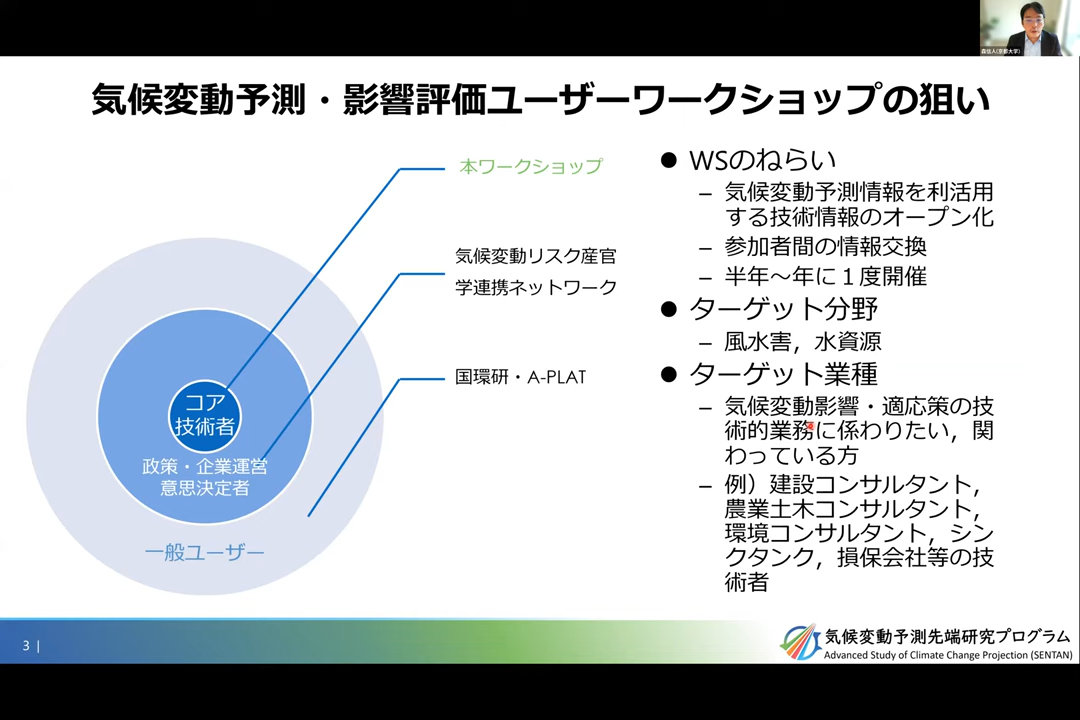 森信人(京都大学)
気候変動予測・影響評価ユーザーワークショップの狙い
本ワークショップ
気候変動リスク産官
学連携ネットワーク
国環研・A-PLAT
コア
技術者
政策・企業運営
意思決定者
一般ユーザー
● WSのねらい
– 気候変動予測情報を利活用
する技術情報のオープン化
– 参加者間の情報交換
– 半年～年に１度開催
● ターゲット分野
– 風水害，水資源
● ターゲット業種
– 気候変動影響・適応策の技
術的業務に係わりたい，関
わっている方
– 例）建設コンサルタント，
農業土木コンサルタント，
環境コンサルタント，シン
クタンク，損保会社等の技
術者
3 |
気候変動予測先端研究プログラム
Advanced Study of Climate Change Projection (SENTAN)